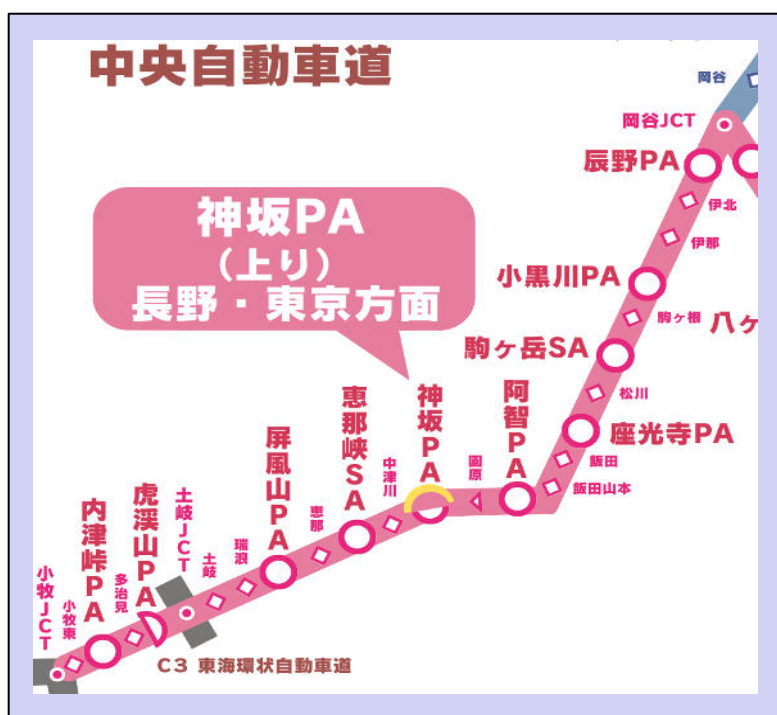 中央自動車道
岡谷
岡谷JCT
辰野PA
伊北
伊那
小黒川PA
駒ヶ根
八ヶ
駒ヶ岳SA
松川
座光寺PA
飯田
飯田山本
神坂PA
(上り)
長野・東京方面
阿智PA
園原
神坂PA
中津川
恵那峡SA
恵那
屏風山PA
瑞浪
土岐
土岐JCT
虎渓山PA
多治見
内津峠PA
小牧東
小牧JCT
C3 東海環状自動車道